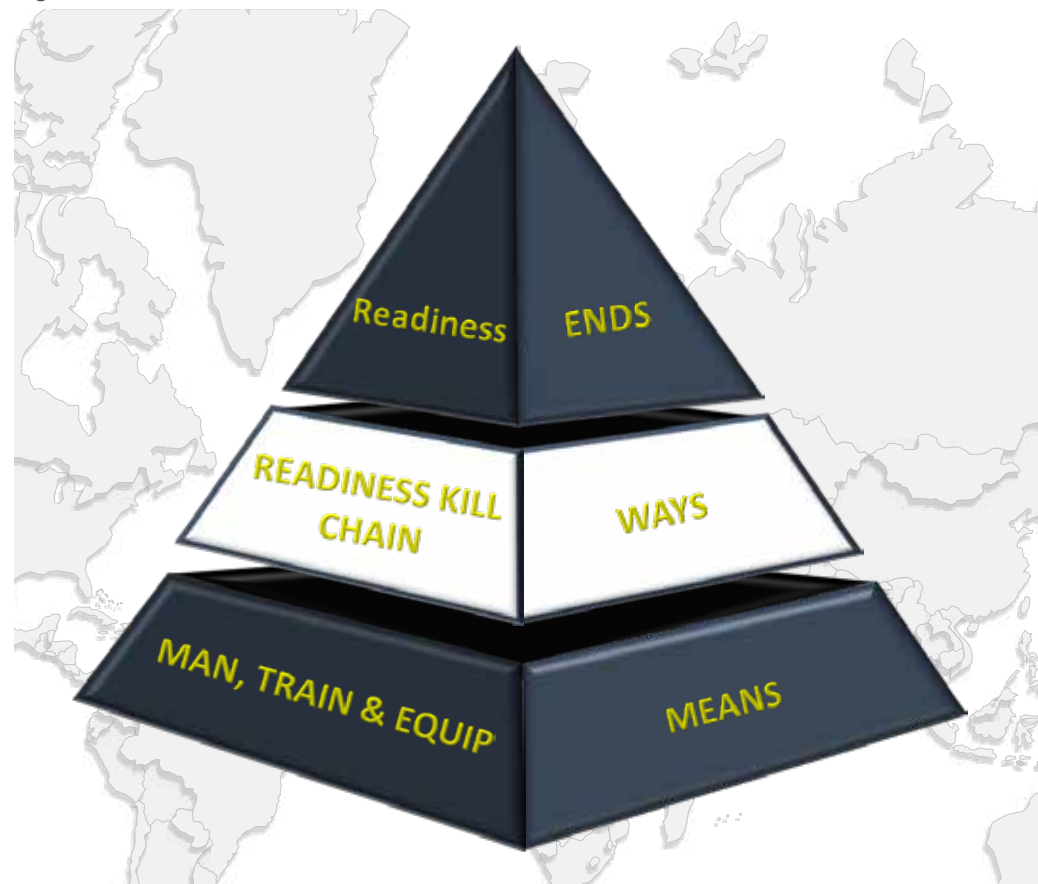 Readiness
ENDS
READINESS KILL
CHAIN
WAYS
MAN, TRAIN & EQUIP
MEANS